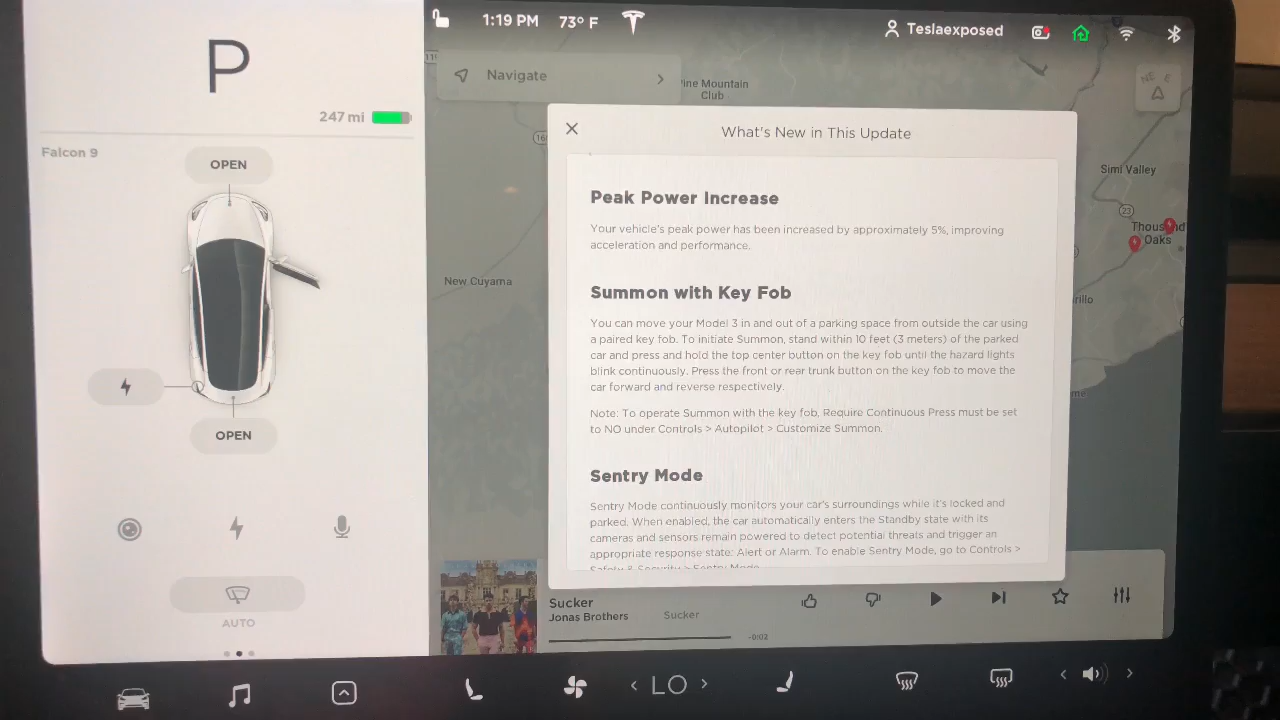 P
247 mi
Falcon 9
OPEN
OPEN
AUTO
1:19 PM 73° F
Teslaexposed
Navigate
Pine Mountain
Club
NE E
Simi Valley
23
Thousand
Oaks
New Cuyama
What's New in This Update
Peak Power Increase
Your vehicle's peak power has been increased by approximately 5%, improving
acceleration and performance.
Summon with Key Fob
You can move your Model 3 in and out of a parking space from outside the car using
a paired key fob. To initiate Summon, stand within 10 feet (3 meters) of the parked
car and press and hold the top center button on the key fob until the hazard lights
blink continuously. Press the front or rear trunk button on the key fob to move the
car forward and reverse respectively.
Note: To operate Summon with the key fob, Require Continuous Press must be set
to NO under Controls > Autopilot > Customize Summon.
Sentry Mode
Sentry Mode continuously monitors your car's surroundings while it's locked and
parked. When enabled, the car automatically enters the Standby state with its
cameras and sensors remain powered to detect potential threats and trigger an
appropriate response state: Alert or Alarm. To enable Sentry Mode, go to Controls >
Safety & Security > Sentry Mode
Sucker
Jonas Brothers Sucker
-0:02
< LO >
< >